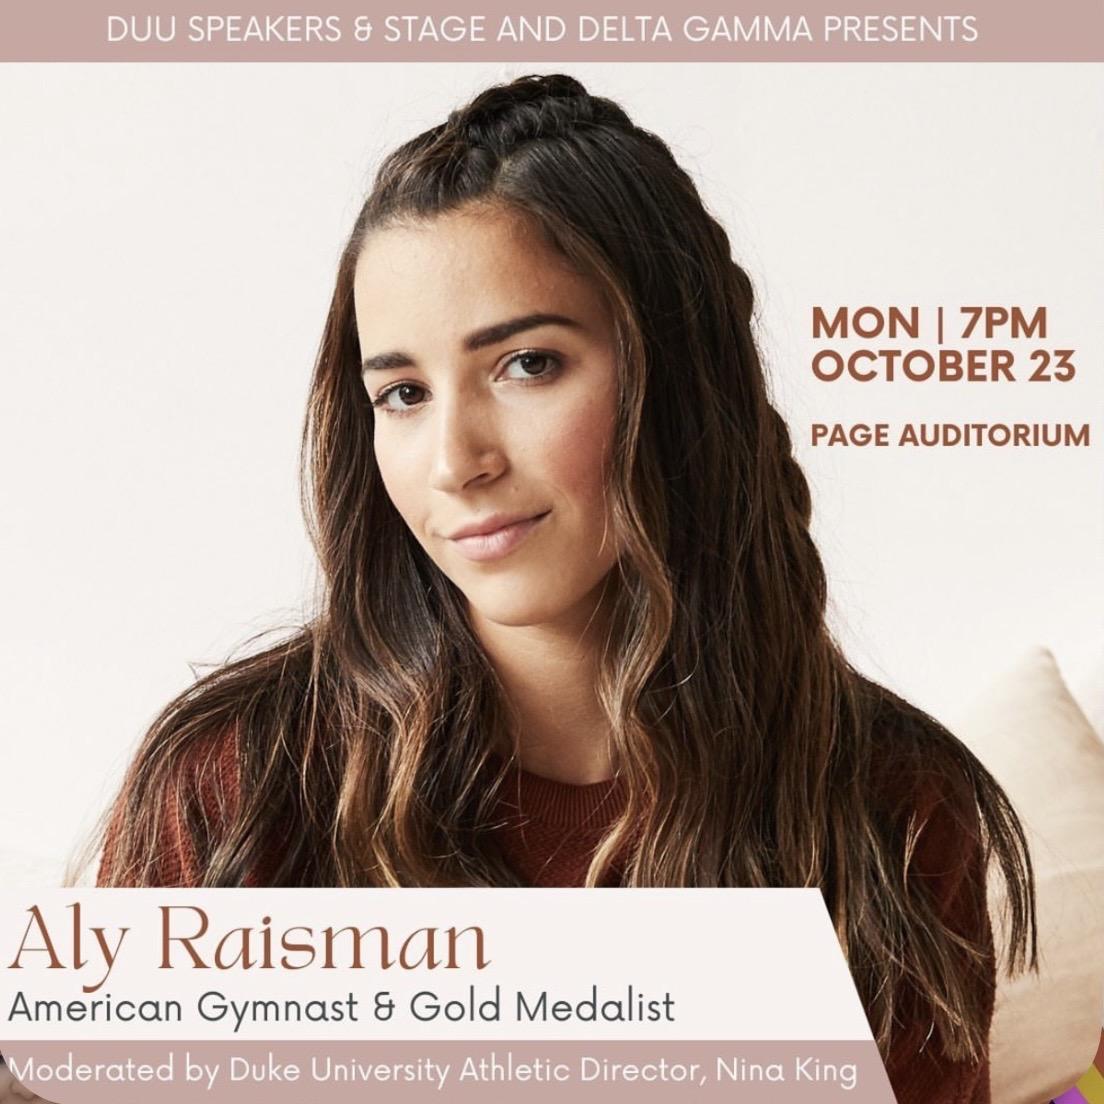 DUU SPEAKERS & STAGE AND DELTA GAMMA PRESENTS
MON | 7PM
OCTOBER 23
PAGE AUDITORIUM
Aly Raisman
American Gymnast & Gold Medalist
Moderated by Duke University Athletic Director, Nina King